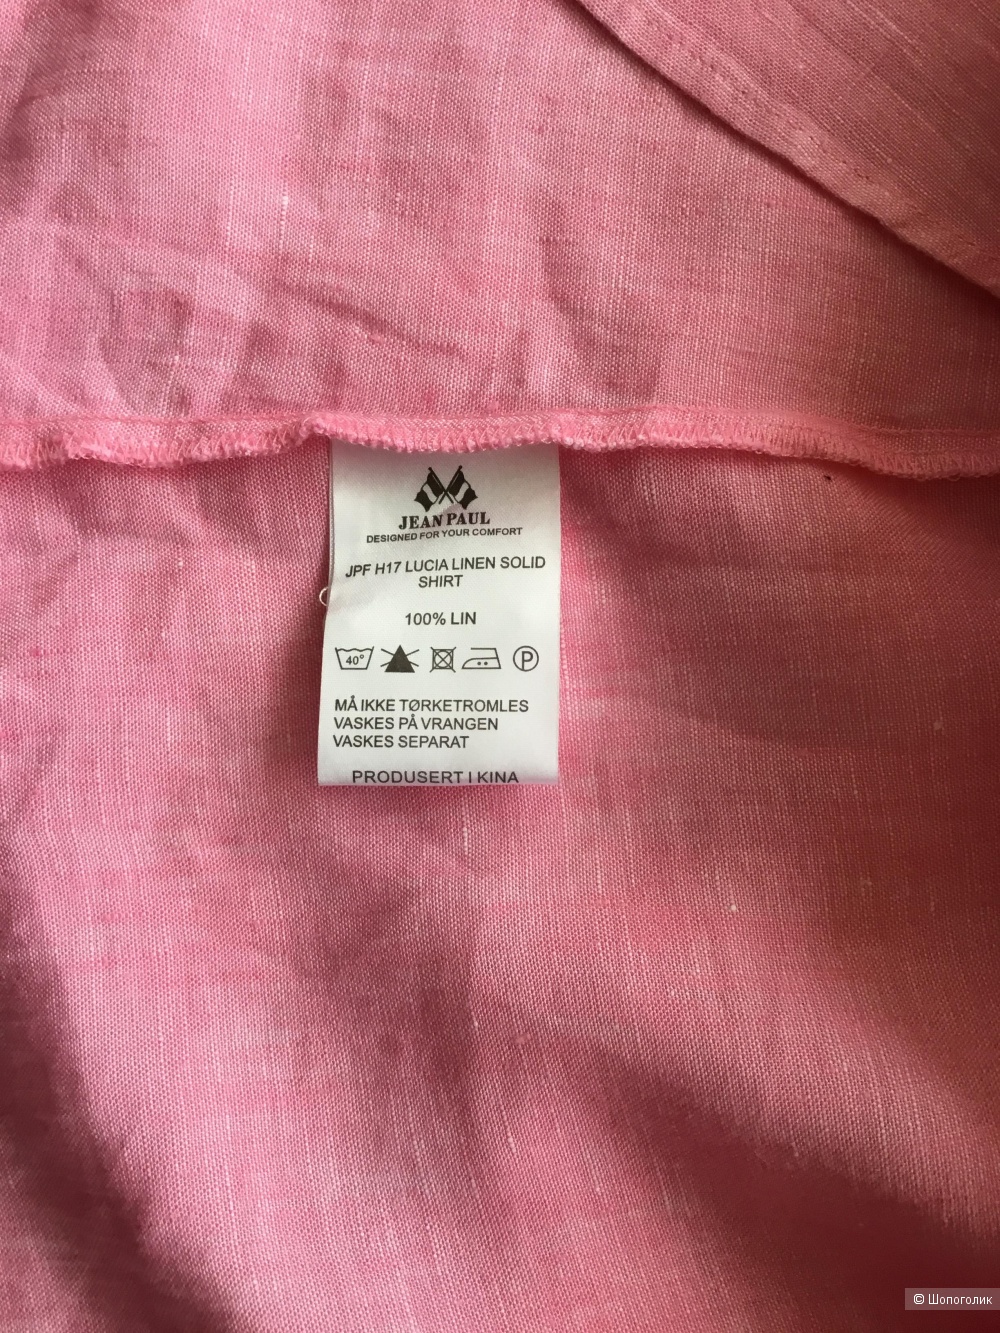 JEAN PAUL
DESIGNED FOR YOUR COMFORT
JPF H17 LUCIA LINEN SOLID
SHIRT
100% LIN
40° P
MÅ IKKE TØRKETROMLES
VASKES PÅ VRANGEN
VASKES SEPARAT
PRODUSERT I KINA
© Шопоголик